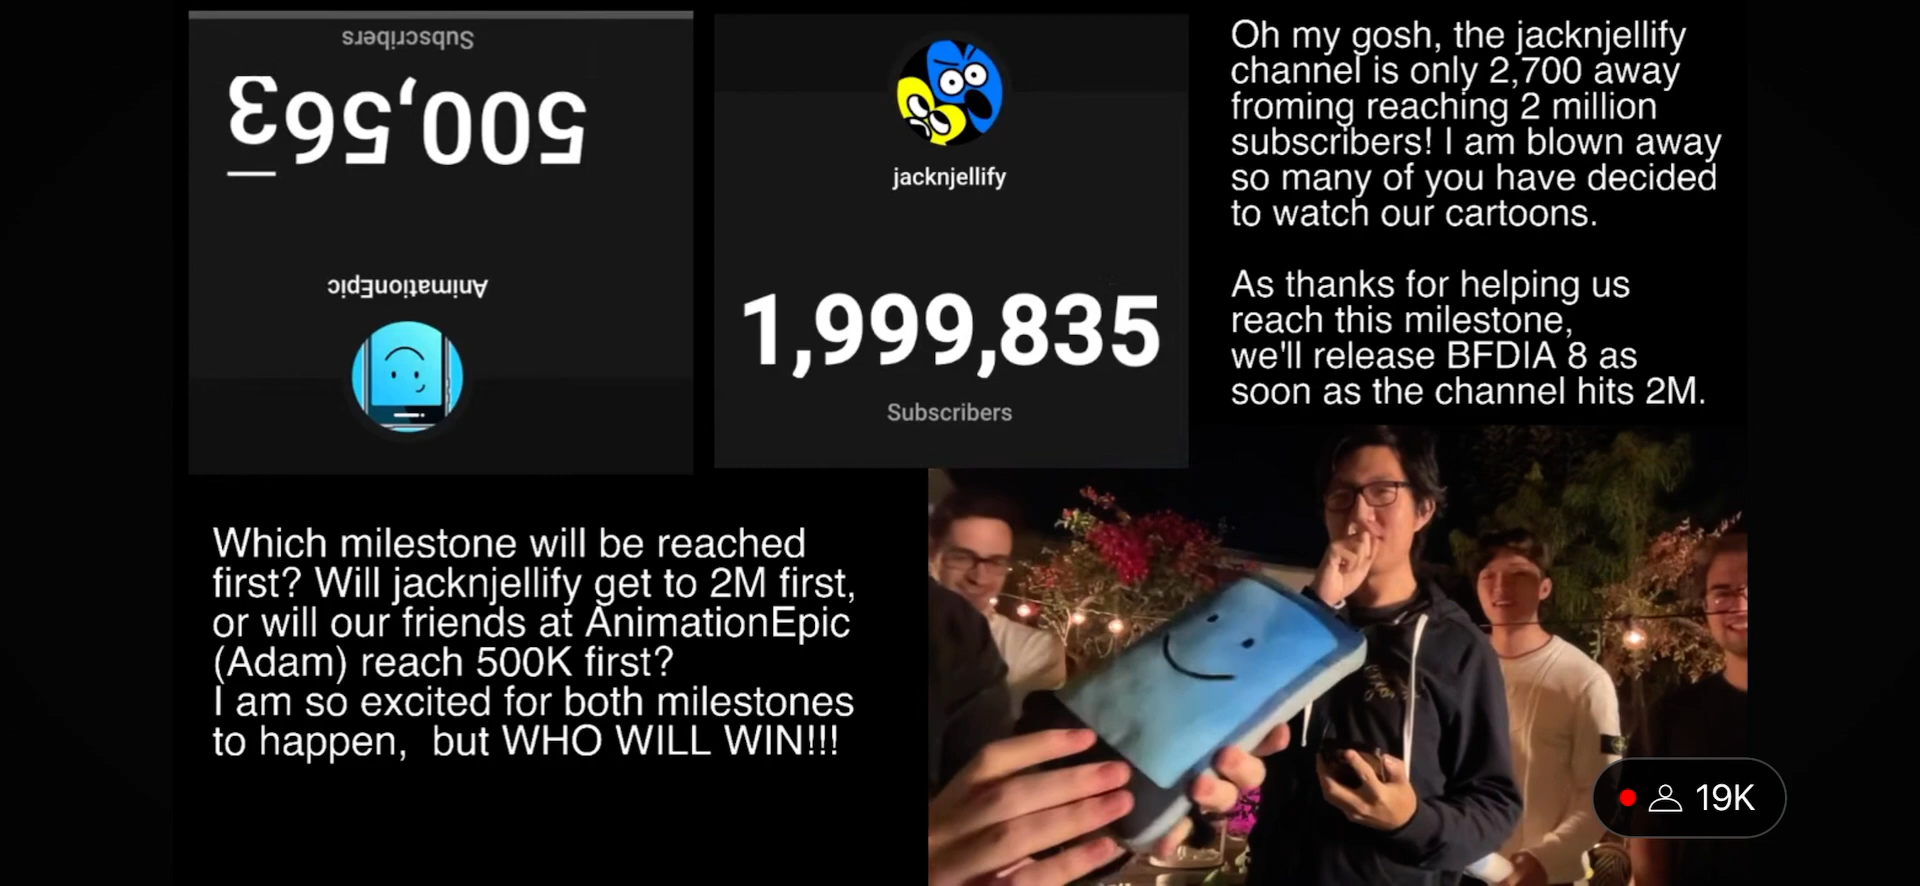 Subscribers
500,563
AnimationEpic
jacknjellify
1,999,835
Subscribers
Oh my gosh, the jacknjellify
channel is only 2,700 away
froming reaching 2 million
subscribers! I am blown away
so many of you have decided
to watch our cartoons.
As thanks for helping us
reach this milestone,
we'll release BFDIA 8 as
soon as the channel hits 2M.
Which milestone will be reached
first? Will jacknjellify get to 2M first,
or will our friends at AnimationEpic
(Adam) reach 500K first?
I am so excited for both milestones
to happen,  but WHO WILL WIN!!!
19K